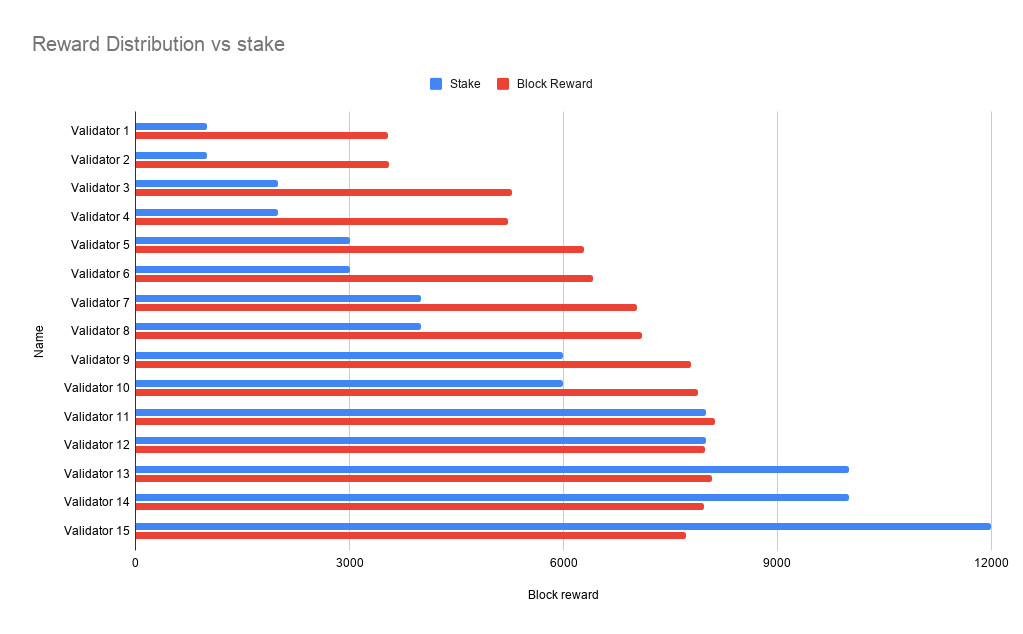 Reward Distribution vs stake
Stake
Block Reward
Validator 1
Validator 2
Validator 3
Validator 4
Validator 5
Validator 6
Validator 7
Validator 8
Validator 9
Validator 10
Validator 11
Validator 12
Validator 13
Validator 14
Validator 15
Name
0 3000 6000 9000 12000
Block reward